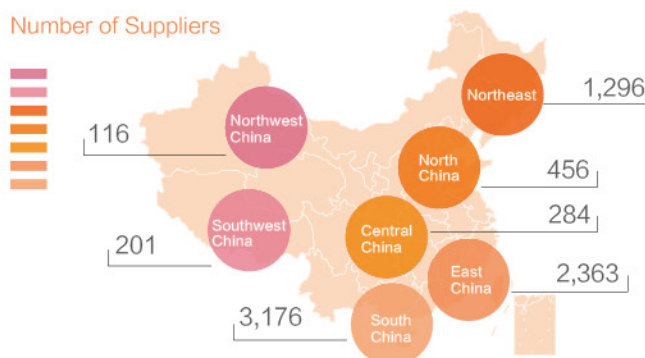 Number of Suppliers
Northeast
1,296
Northwest
China
116
North
China
456
Southwest
China
201
Central
China
284
East
China
2,363
South
China
3,176